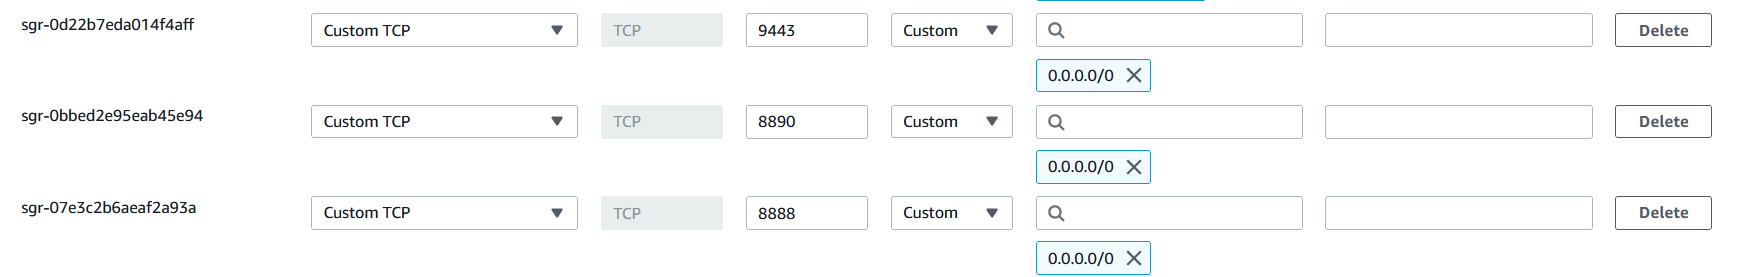 sgr-0d22b7eda014f4aff Custom TCP TCP 9443 Custom Delete
0.0.0.0/0
sgr-0bbed2e95eab45e94 Custom TCP TCP 8890 Custom Delete
0.0.0.0/0
sgr-07e3c2b6aeaf2a93a Custom TCP TCP 8888 Custom Delete
0.0.0.0/0